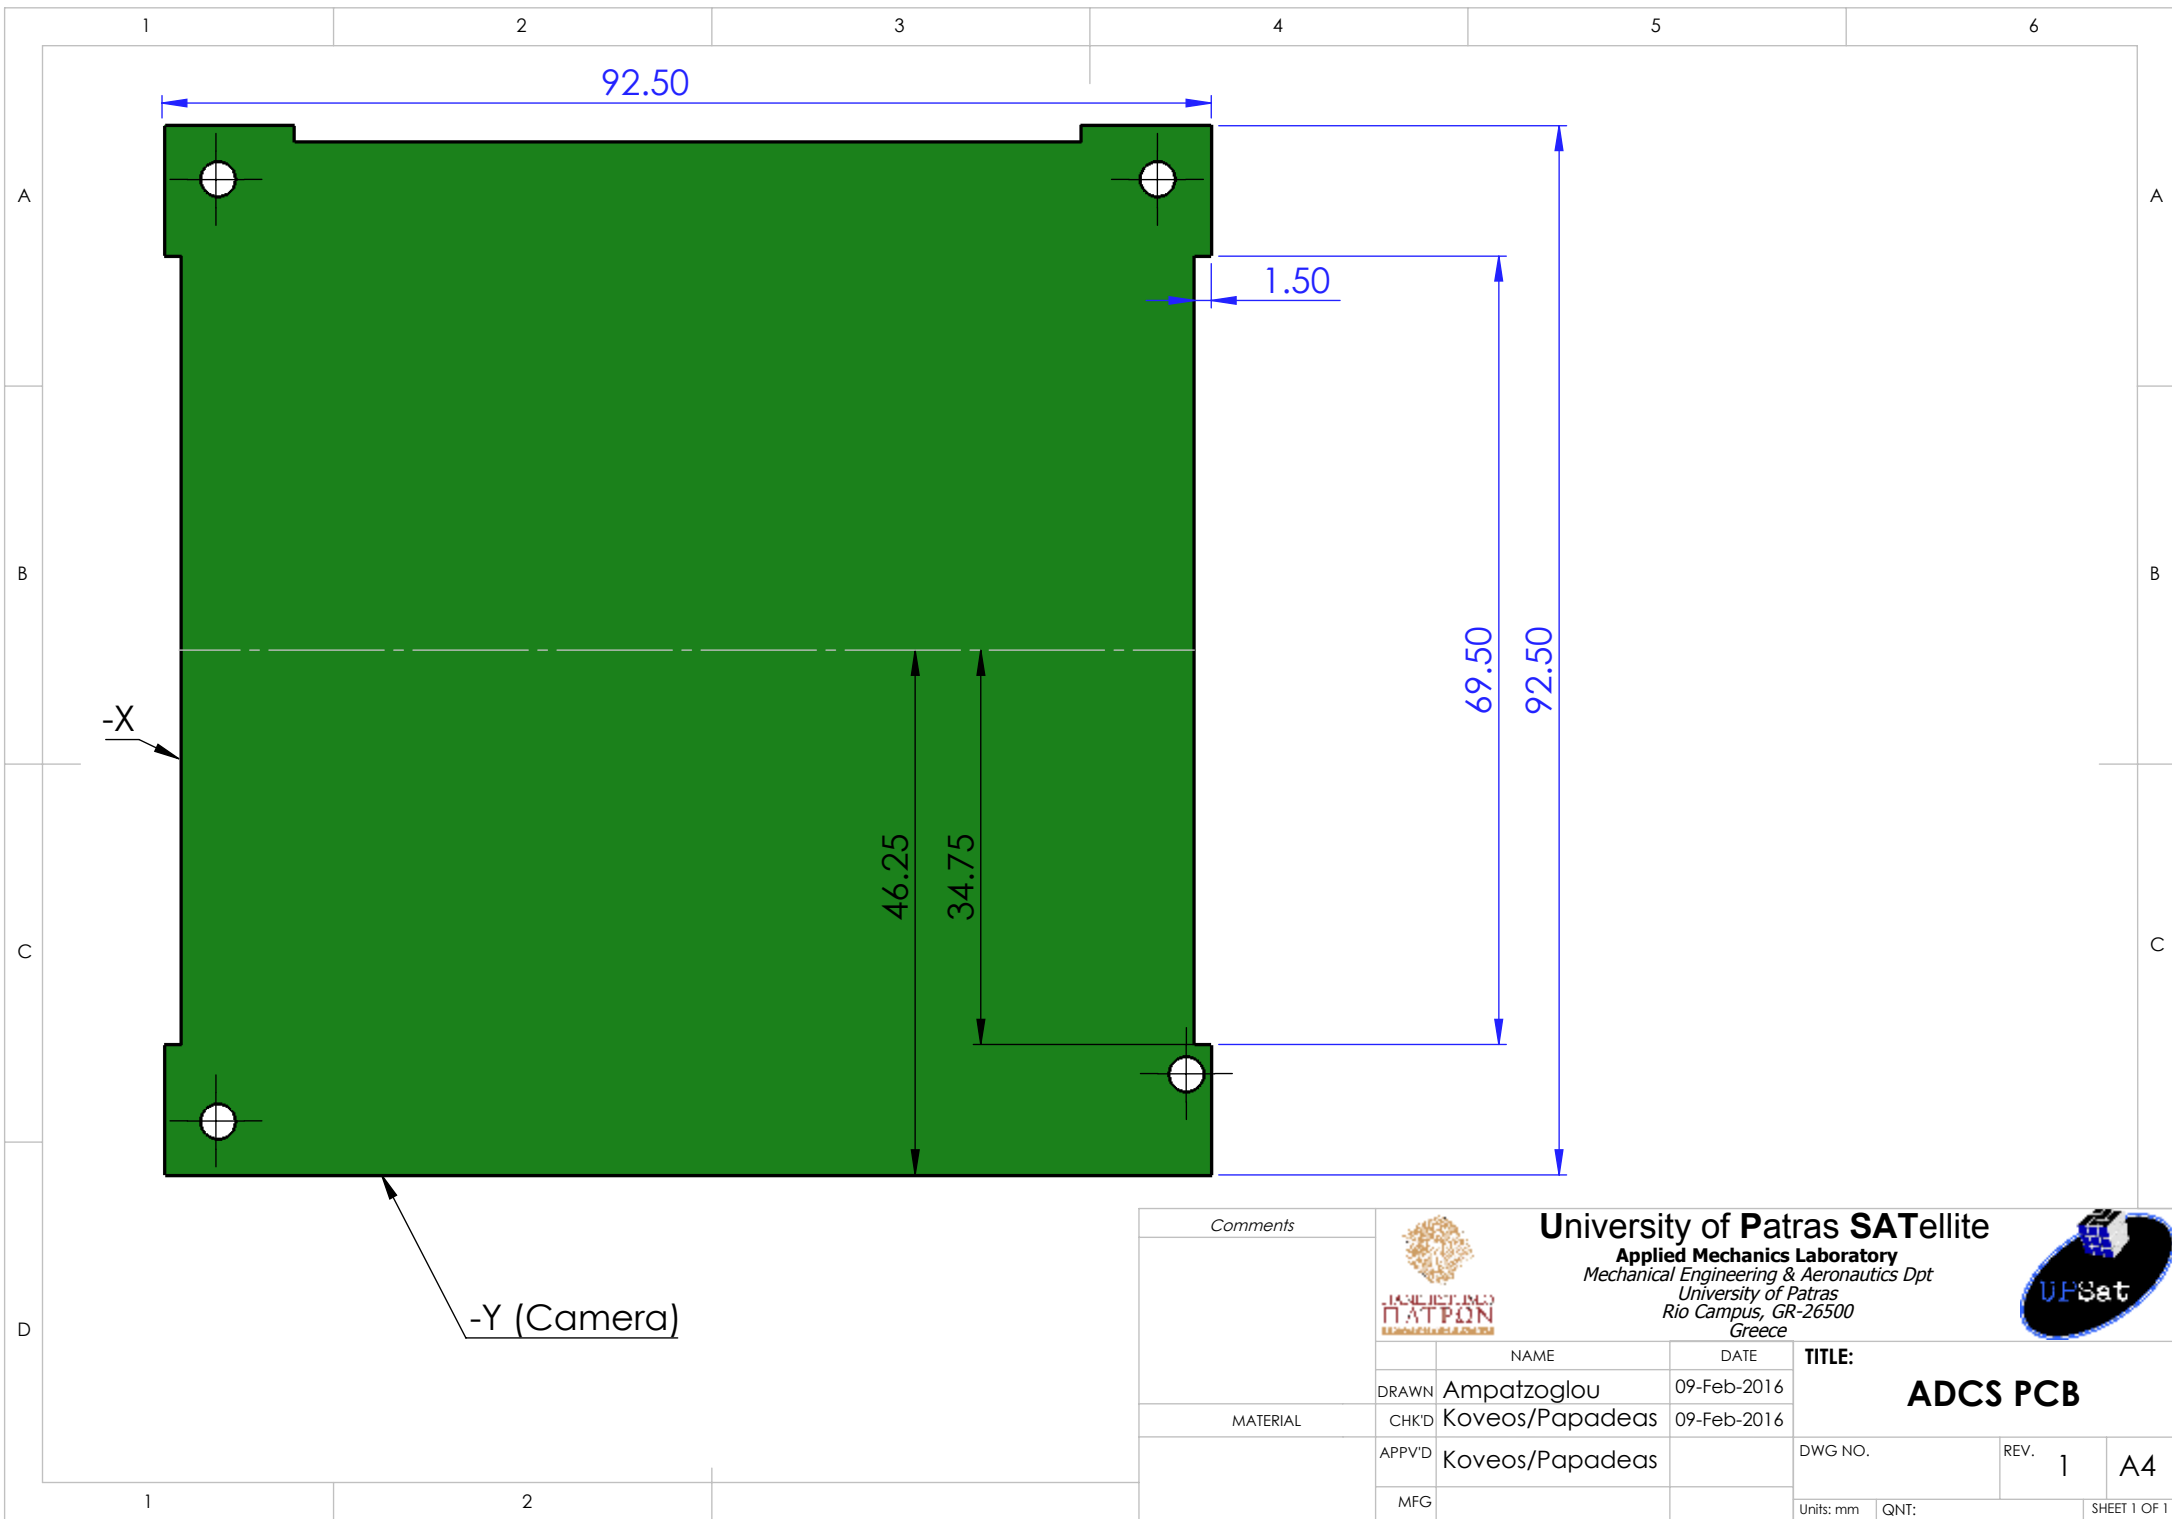 1 2 3 4 5 6
92.50
A A
1.50
B B
69.50
92.50
-X
46.25
34.75
C C
-Y (Camera)
D
1 2
Comments
University of Patras SATellite
Applied Mechanics Laboratory
Mechanical Engineering & Aeronautics Dpt
University of Patras
Rio Campus, GR-26500
Greece
ΠΑΤΡΩΝ
UPSat
NAME DATE
TITLE:
ADCS PCB
DRAWN Ampatzoglou 09-Feb-2016
MATERIAL
CHK'D Koveos/Papadeas 09-Feb-2016
APPV'D Koveos/Papadeas
DWG NO.
REV. 1
A4
MFG
Units: mm QNT: SHEET 1 OF 1